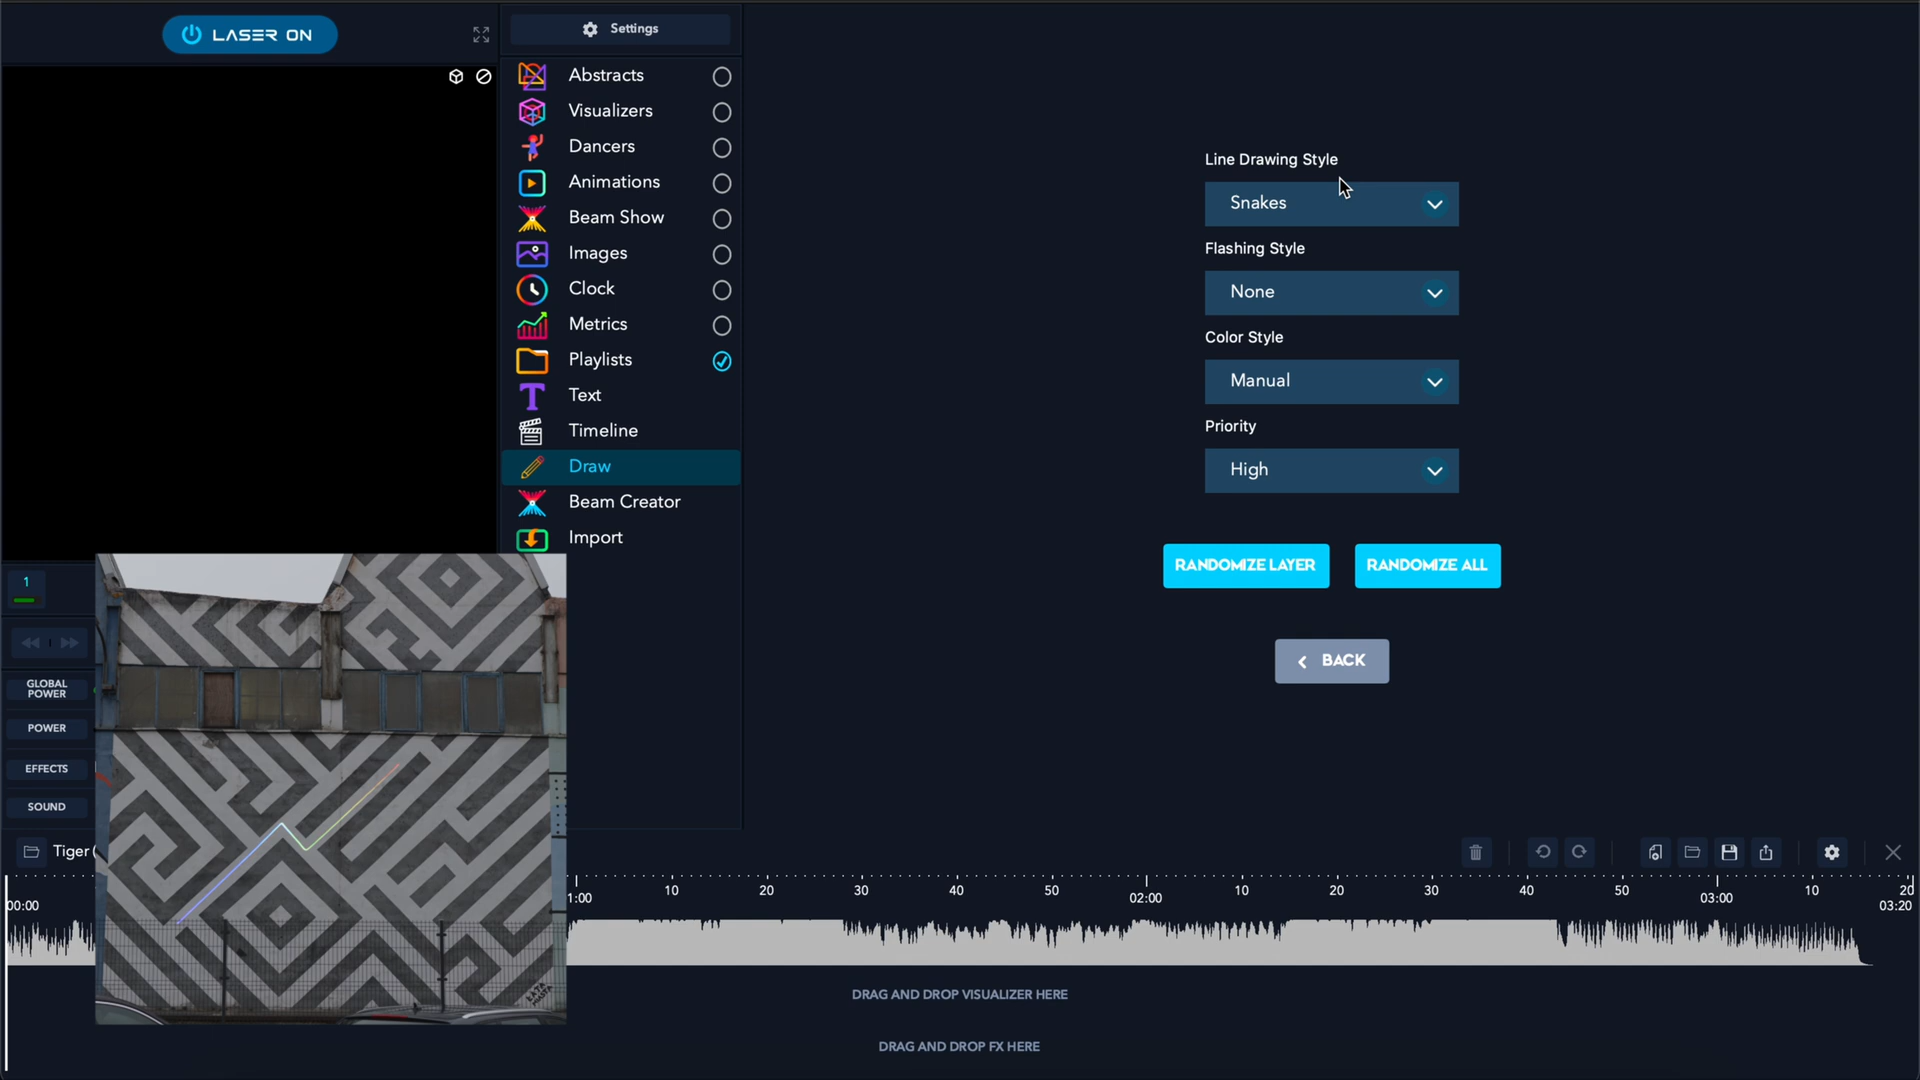 LASER ON
Settings
Abstracts
Visualizers
Dancers
Animations
Beam Show
Images
Clock
Metrics
Playlists
Text
Timeline
Draw
Beam Creator
Import
Line Drawing Style
Snakes
Flashing Style
None
Color Style
Manual
Priority
High
RANDOMIZE LAYER
RANDOMIZE ALL
BACK
1
GLOBAL
POWER
POWER
EFFECTS
SOUND
Tiger (
00:00
1:00
10
20
30
40
50
02:00
10
20
30
40
50
03:00
10
20
03:20
DRAG AND DROP VISUALIZER HERE
DRAG AND DROP FX HERE